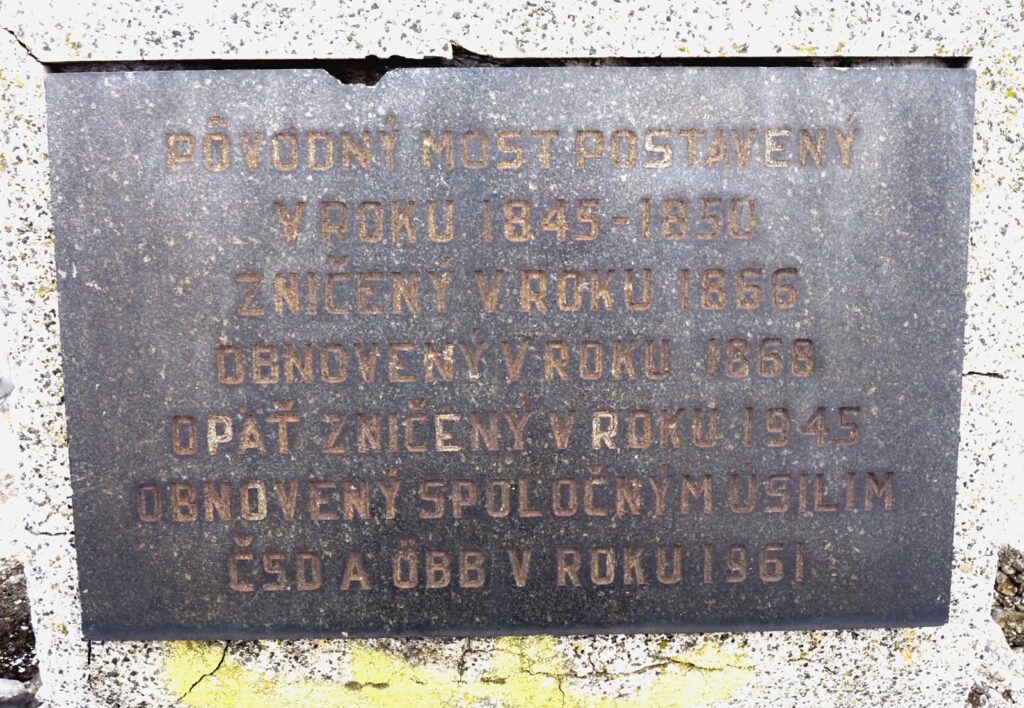 PÔVODNÝ MOST POSTAVENÝ
V ROKU 1845-1850
ZNIČENÝ V ROKU 1866
OBNOVENÝ V ROKU 1868
OPÄŤ ZNIČENÝ V ROKU 1945
OBNOVENÝ SPOLOČNÝM ÚSILIM
ČSD A ÖBB V ROKU 1961